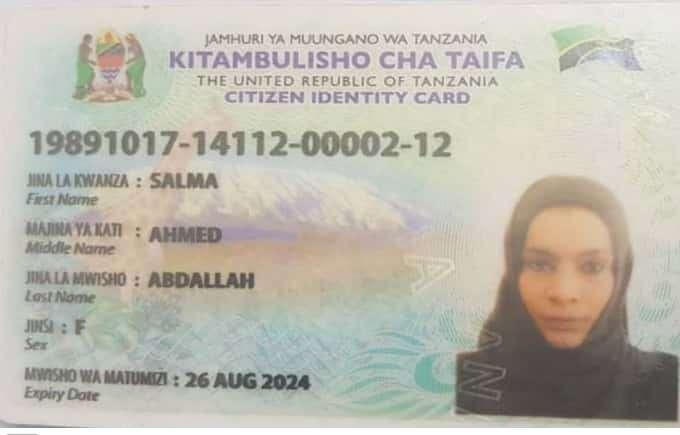 JAMHURI YA MUUNGANO WA TANZANIA
KITAMBULISHO CHA TAIFA
THE UNITED REPUBLIC OF TANZANIA
CITIZEN IDENTITY CARD
19891017-14112-00002-12
JINA LA KWANZA : SALMA
First Name
MAJINA YA KATI : AHMED
Middle Name
JINA LA MWISHO : ABDALLAH
Last Name
JINSI : F
Sex
MWISHO WA MATUMIZI : 26 AUG 2024
Expiry Date